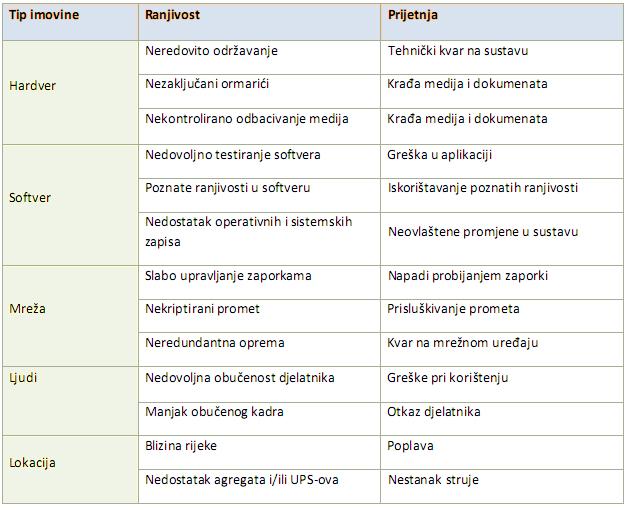 Tip imovine Ranjivost Prijetnja
Hardver
Neredovito održavanje Tehnički kvar na sustavu
Nezaključani ormarići Krađa medija i dokumenata
Nekontrolirano odbacivanje medija Krađa medija i dokumenata
Softver
Nedovoljno testiranje softvera Greška u aplikaciji
Poznate ranjivosti u softveru Iskorištavanje poznatih ranjivosti
Nedostatak operativnih i sistemskih
zapisa
Neovlaštene promjene u sustavu
Mreža
Slabo upravljanje zaporkama Napadi probijanjem zaporki
Nekriptirani promet Prisluškivanje prometa
Neredundantna oprema Kvar na mrežnom uređaju
Ljudi
Nedovoljna obučenost djelatnika Greške pri korištenju
Manjak obučenog kadra Otkaz djelatnika
Lokacija
Blizina rijeke Poplava
Nedostatak agregata i/ili UPS-ova Nestanak struje